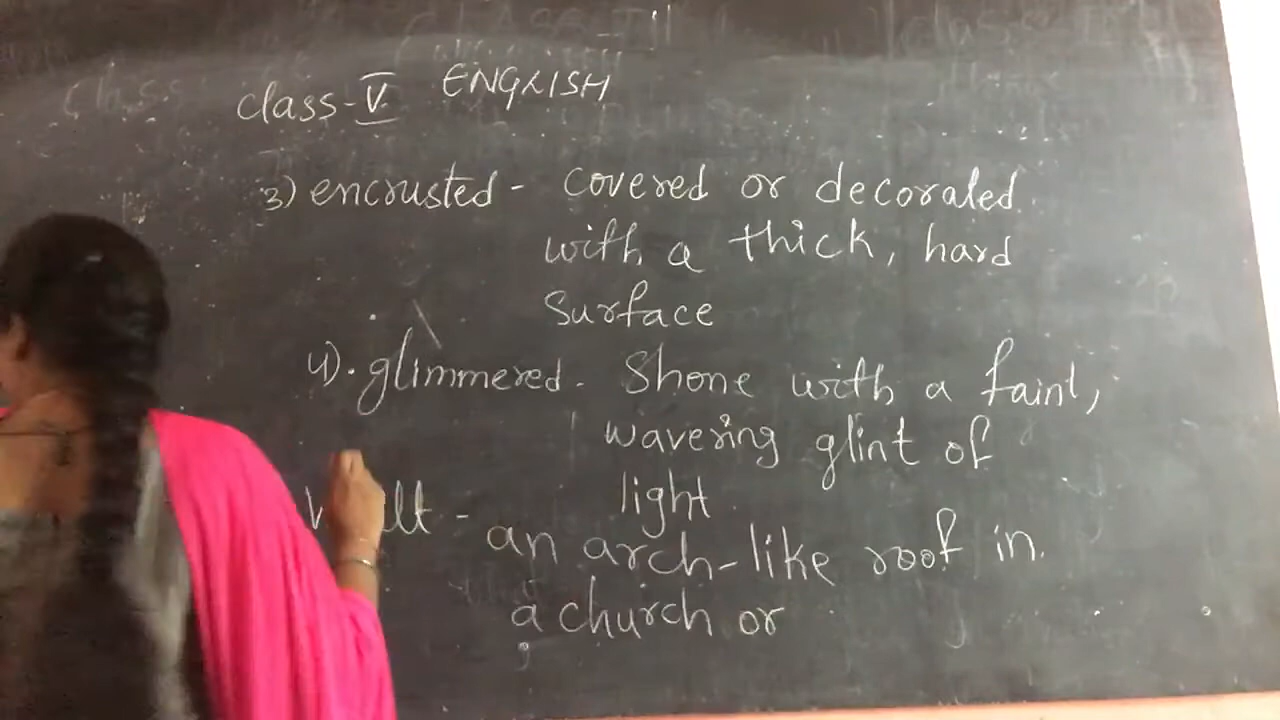 class-V ENGLISH
3) encrusted - covered or decorated
with a thick, hard
surface
4). glimmered - Shone with a faint,
wavering glint of
light
- an arch-like roof in
a church or